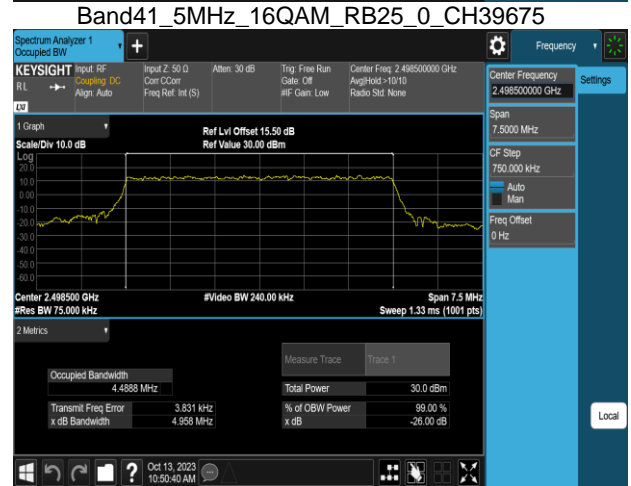 Band41_5MHz_16QAM_RB25_0_CH39675
Spectrum Analyzer 1
Occupied BW
+
Frequency
KEYSIGHT
RL
LXI
Input: RF
Coupling: DC
Align: Auto
Input Z: 50 Ω
Corr CCorr
Freq Ref: Int (S)
Atten: 30 dB
Trig: Free Run
Gate: Off
#IF Gain: Low
Center Freq: 2.498500000 GHz
Avg|Hold:>10/10
Radio Std: None
Center Frequency
2.498500000 GHz
Settings
Span
7.5000 MHz
CF Step
750.000 kHz
Auto
Man
Freq Offset
0 Hz
Local
1 Graph
Scale/Div 10.0 dB
Ref Lvl Offset 15.50 dB
Ref Value 30.00 dBm
Log
20.0
10.0
0.00
-10.0
-20.0
-30.0
-40.0
-50.0
-60.0
Center 2.498500 GHz
#Res BW 75.000 kHz
#Video BW 240.00 kHz
Span 7.5 MHz
Sweep 1.33 ms (1001 pts)
2 Metrics
Measure Trace Trace 1
Occupied Bandwidth
4.4888 MHz
Total Power 30.0 dBm
Transmit Freq Error 3.831 kHz
% of OBW Power 99.00 %
x dB Bandwidth 4.958 MHz
x dB -26.00 dB
?
Oct 13, 2023
10:50:40 AM